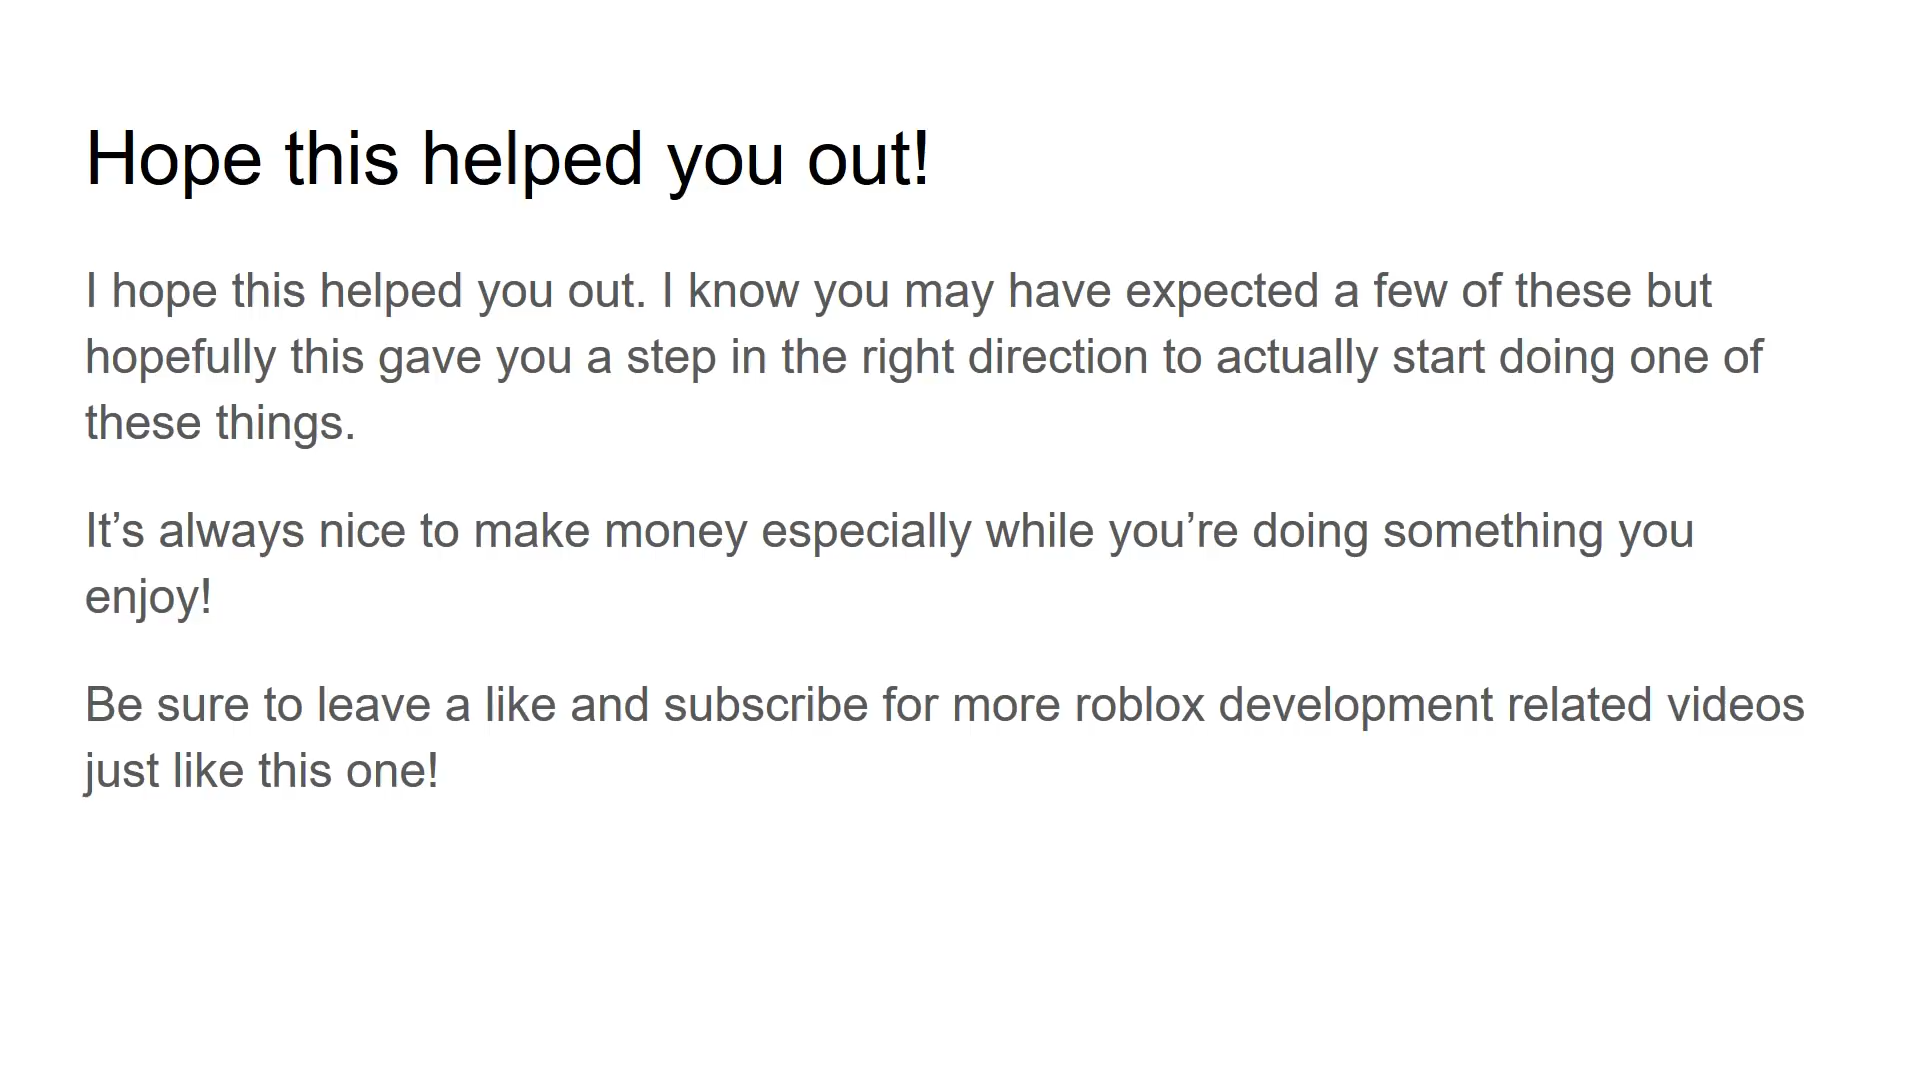 Hope this helped you out!
I hope this helped you out. I know you may have expected a few of these but
hopefully this gave you a step in the right direction to actually start doing one of
these things.
It’s always nice to make money especially while you’re doing something you
enjoy!
Be sure to leave a like and subscribe for more roblox development related videos
just like this one!